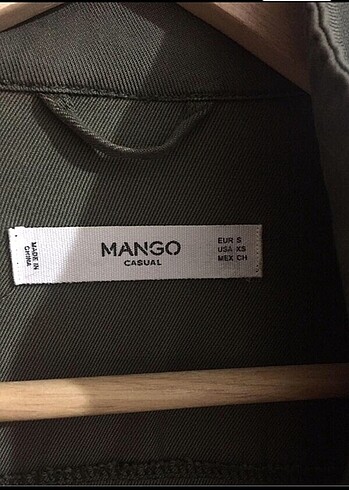 MADE IN
CHINA
MANGO
CASUAL
EUR S
USA XS
MEX CH